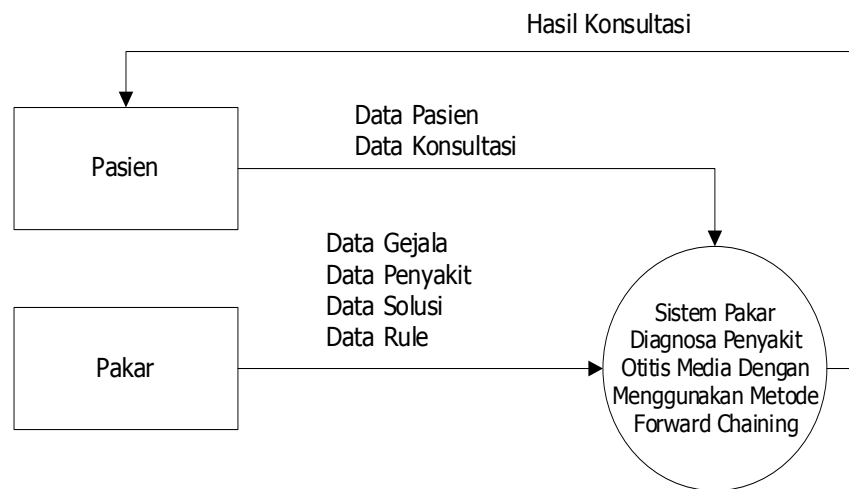 Hasil Konsultasi
Data Pasien
Data Konsultasi
Pasien
Data Gejala
Data Penyakit
Data Solusi
Data Rule
Pakar
Sistem Pakar
Diagnosa Penyakit
Otitis Media Dengan
Menggunakan Metode
Forward Chaining